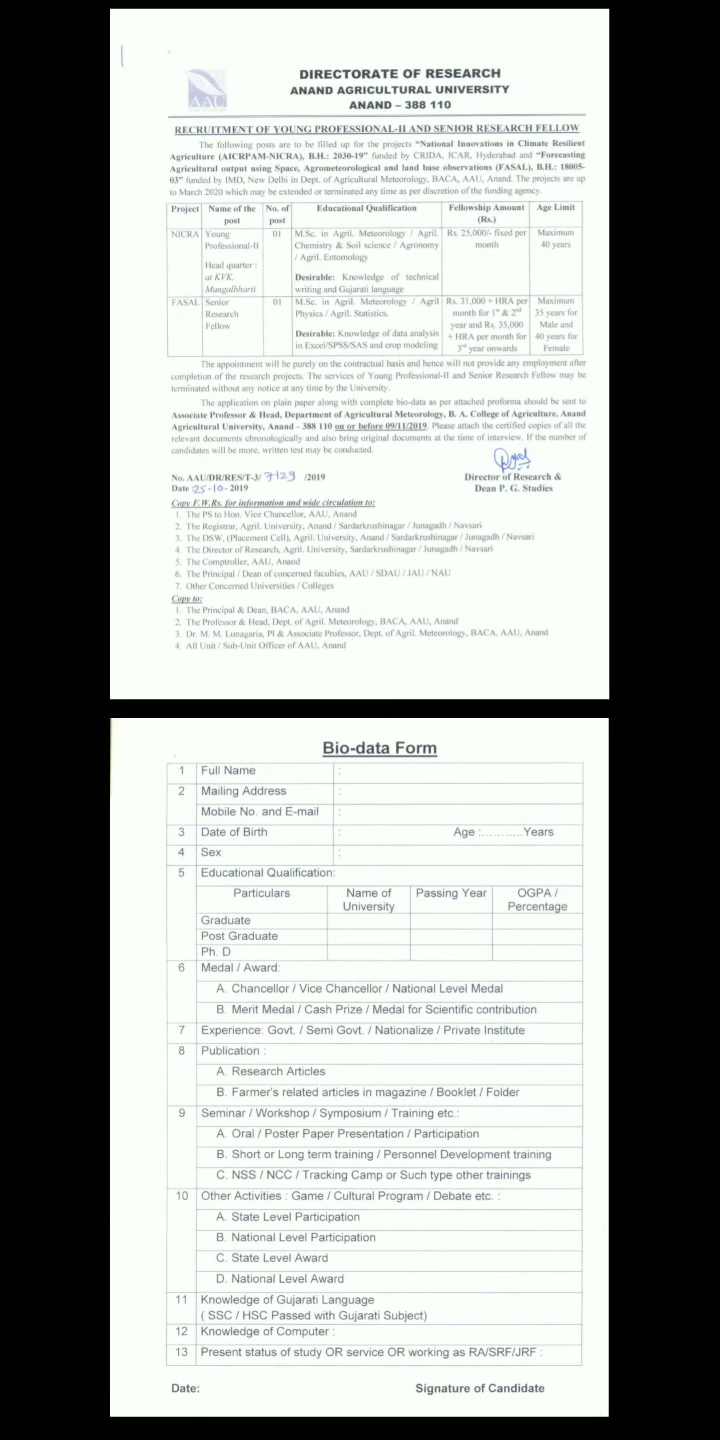 AAU
DIRECTORATE OF RESEARCH
ANAND AGRICULTURAL UNIVERSITY
ANAND – 388 110
RECRUITMENT OF YOUNG PROFESSIONAL-II AND SENIOR RESEARCH FELLOW
The following posts are to be filled up for the projects "National Innovations in Climate Resilient
Agriculture (AICRPAM-NICRA), B.H.: 2030-19" funded by CRIDA, ICAR, Hyderabad and "Forecasting
Agricultural output using Space, Agrometeorological and land base observations (FASAL), B.H.: 18005-
03" funded by IMD, New Delhi in Dept. of Agricultural Meteorology, BACA, AAU, Anand. The projects are up
to March 2020 which may be extended or terminated any time as per discretion of the funding agency.
Project Name of the post No. of post Educational Qualification Fellowship Amount (Rs.) Age Limit
NICRA Young Professional-II
Head quarter : at KVK, Mangalbharti
01
M.Sc. in Agril. Meteorology / Agril.
Chemistry & Soil science / Agronomy
/ Agril. Entomology
Desirable: Knowledge of technical
writing and Gujarati language
Rs. 25,000/- fixed per
month
Maximum
40 years
FASAL Senior Research Fellow
01
M.Sc. in Agril. Meteorology / Agril
Physics / Agril. Statistics.
Desirable: Knowledge of data analysis
in Excel/SPSS/SAS and crop modeling
Rs. 31,000 + HRA per
month for 1st & 2nd
year and Rs. 35,000
+ HRA per month for
3rd year onwards
Maximum
35 years for
Male and
40 years for
Female
The appointment will be purely on the contractual basis and hence will not provide any employment after
completion of the research projects. The services of Young Professional-II and Senior Research Fellow may be
terminated without any notice at any time by the University.
The application on plain paper along with complete bio-data as per attached proforma should be sent to
Associate Professor & Head, Department of Agricultural Meteorology, B. A. College of Agriculture, Anand
Agricultural University, Anand - 388 110 on or before 09/11/2019. Please attach the certified copies of all the
relevant documents chronologically and also bring original documents at the time of interview. If the number of
candidates will be more, written test may be conducted.
No. AAU/DR/RES/T-3/ 7129 /2019
Date :25-10-2019
Director of Research &
Dean P. G. Studies
Copy F.W.Rs. for information and wide circulation to:
1. The PS to Hon. Vice Chancellor, AAU, Anand
2. The Registrar, Agril. University, Anand / Sardarkrushinagar / Junagadh / Navsari
3. The DSW, (Placement Cell), Agril. University, Anand / Sardarkrushinagar / Junagadh / Navsari
4. The Director of Research, Agril. University, Sardarkrushinagar / Junagadh / Navsari
5. The Comptroller, AAU, Anand
6. The Principal / Dean of concerned faculties, AAU / SDAU / JAU / NAU
7. Other Concerned Universities / Colleges
Copy to:
1. The Principal & Dean, BACA, AAU, Anand
2. The Professor & Head, Dept. of Agril. Meteorology, BACA, AAU, Anand
3. Dr. M. M. Lunagaria, PI & Associate Professor, Dept. of Agril. Meteorology, BACA, AAU, Anand
4. All Unit / Sub-Unit Officer of AAU, Anand
Bio-data Form
1 Full Name :
2 Mailing Address :
Mobile No. and E-mail :
3 Date of Birth : Age :..........Years
4 Sex :
5 Educational Qualification:
Particulars Name of University Passing Year OGPA / Percentage
Graduate
Post Graduate
Ph. D
6 Medal / Award:
A. Chancellor / Vice Chancellor / National Level Medal
B. Merit Medal / Cash Prize / Medal for Scientific contribution
7 Experience: Govt. / Semi Govt. / Nationalize / Private Institute
8 Publication :
A. Research Articles
B. Farmer's related articles in magazine / Booklet / Folder
9 Seminar / Workshop / Symposium / Training etc.:
A. Oral / Poster Paper Presentation / Participation
B. Short or Long term training / Personnel Development training
C. NSS / NCC / Tracking Camp or Such type other trainings
10 Other Activities : Game / Cultural Program / Debate etc. :
A. State Level Participation
B. National Level Participation
C. State Level Award
D. National Level Award
11 Knowledge of Gujarati Language
( SSC / HSC Passed with Gujarati Subject)
12 Knowledge of Computer :
13 Present status of study OR service OR working as RA/SRF/JRF :
Date: Signature of Candidate